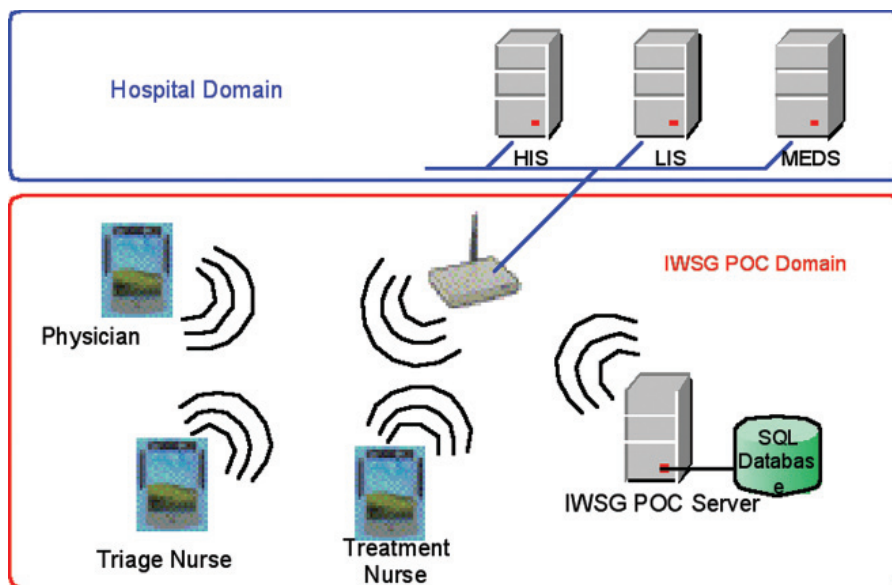 Hospital Domain
HIS
LIS
MEDS
IWSG POC Domain
Physician
SQL
Databas
e
IWSG POC Server
Triage Nurse
Treatment
Nurse